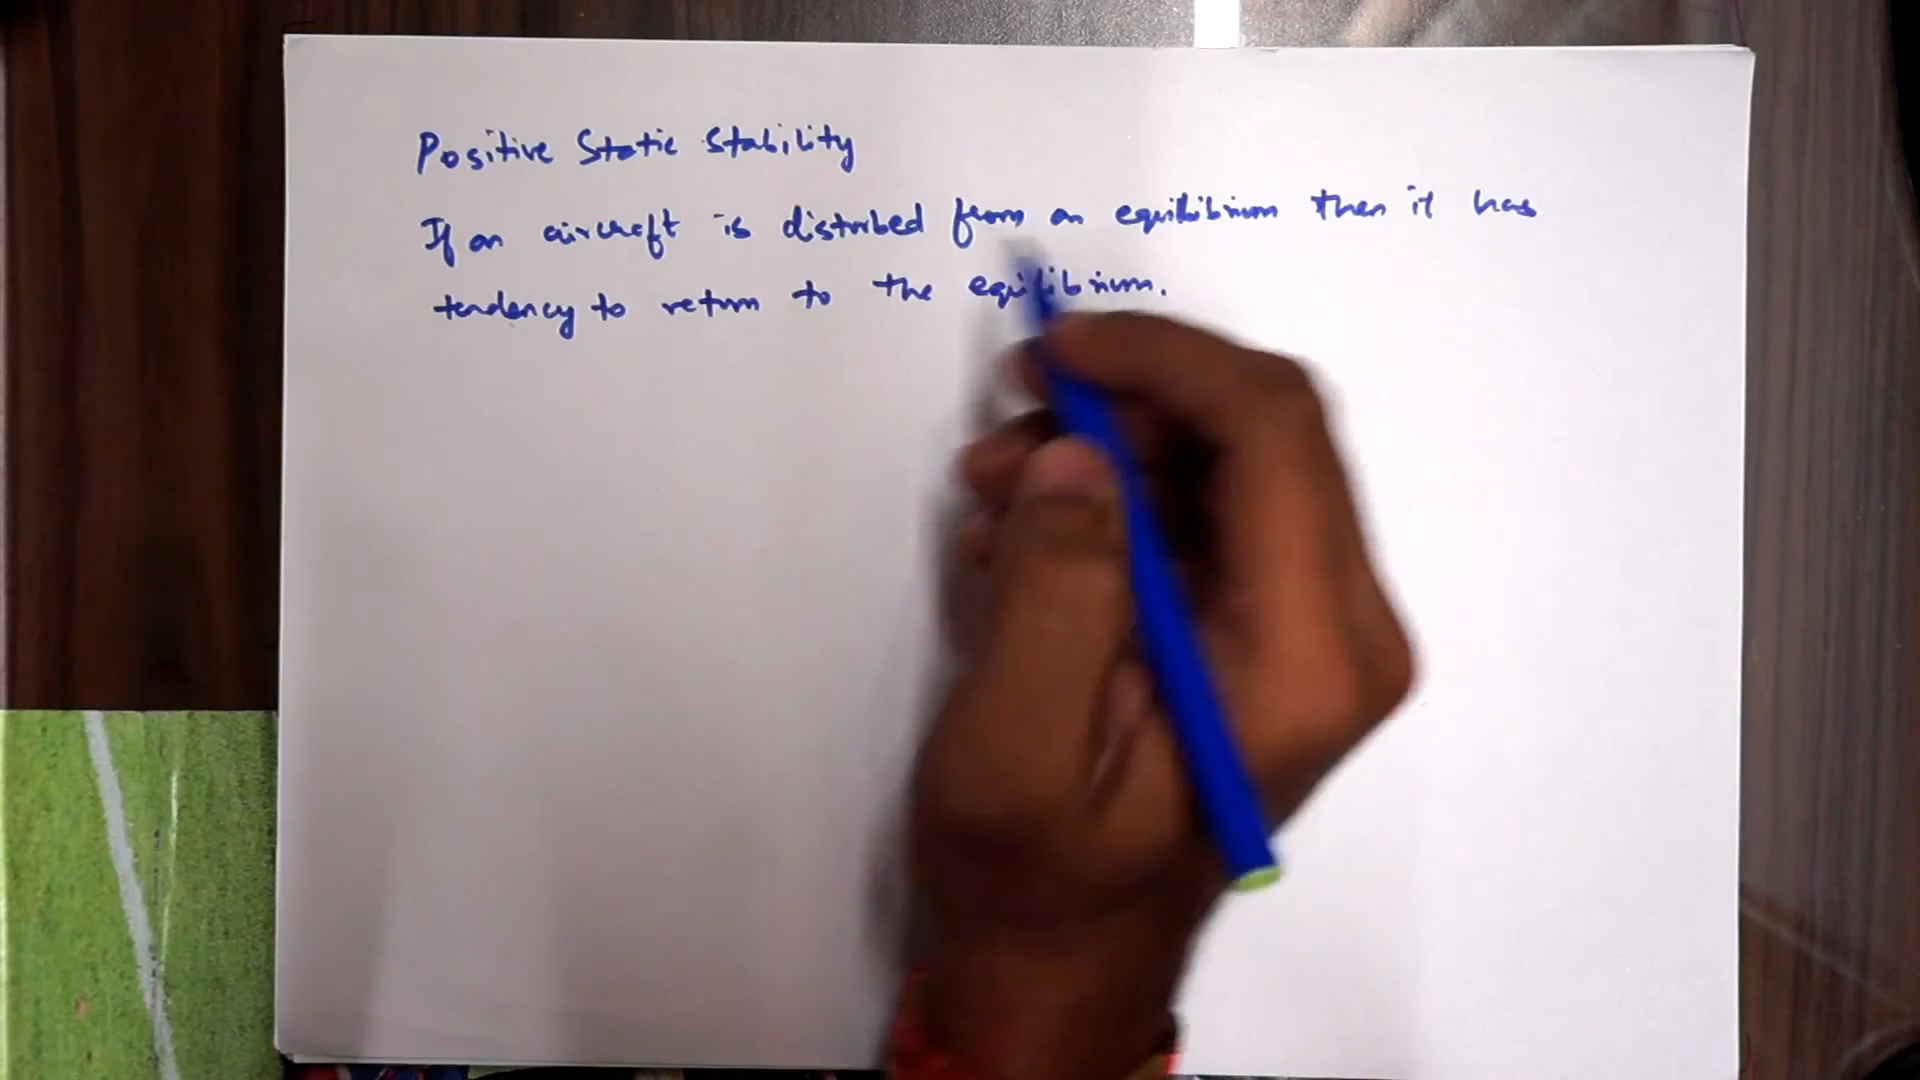 Positive Static Stability
If an aircraft is distrubed from an equilibrium then it has
tendency to return to the equilibrium.